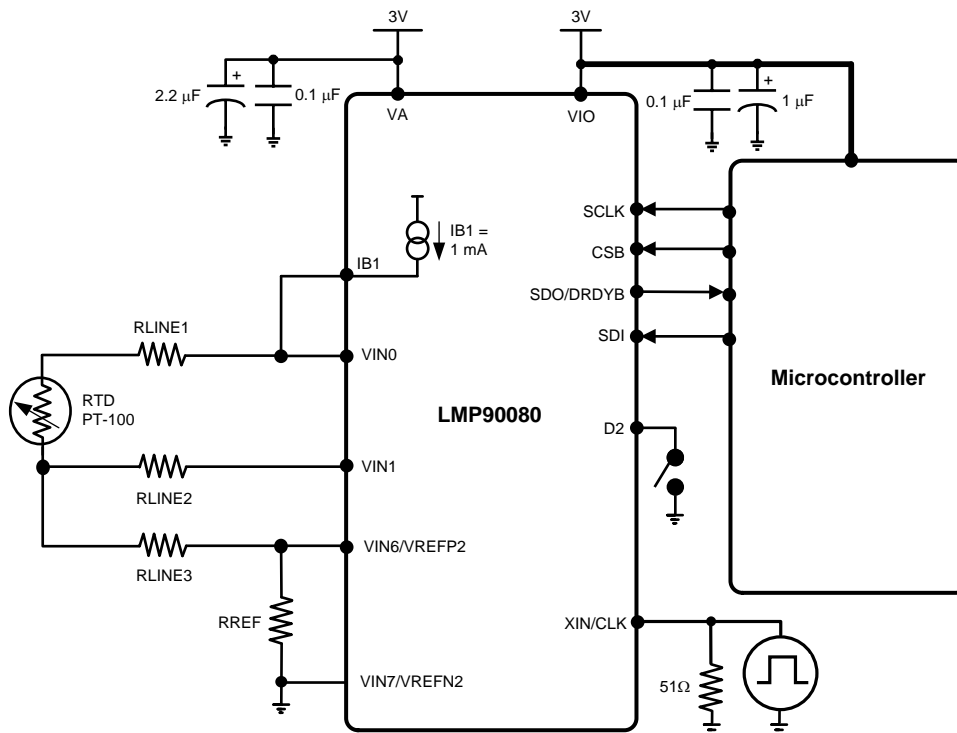 3V
3V
2.2 μF
+
0.1 μF
0.1 μF
+
1 μF
VA
VIO
IB1 =
1 mA
IB1
SCLK
CSB
SDO/DRDYB
SDI
RLINE1
VIN0
RTD
PT-100
LMP90080
Microcontroller
D2
VIN1
RLINE2
VIN6/VREFP2
RLINE3
RREF
XIN/CLK
VIN7/VREFN2
51Ω